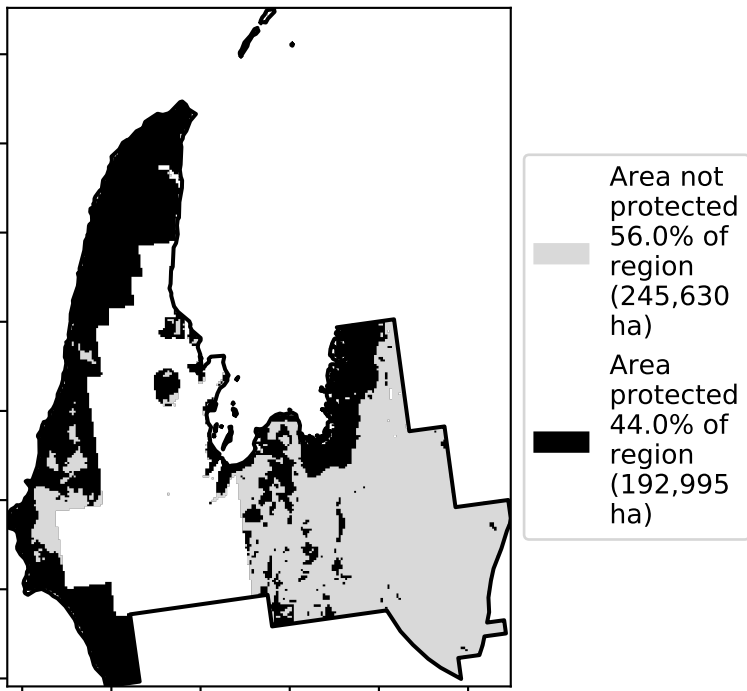 Area not
protected
56.0% of
region
(245,630
ha)
Area
protected
44.0% of
region
(192,995
ha)